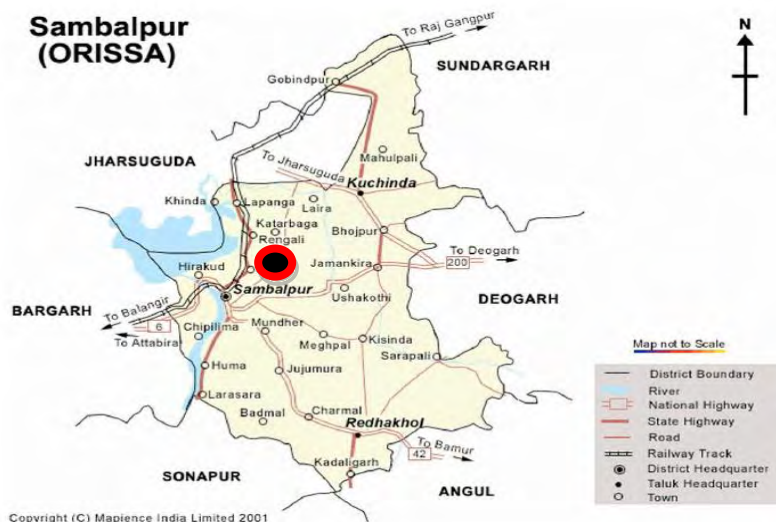 Sambalpur
(ORISSA)
To Raj Gangpur
N
SUNDARGARH
Gobindpur
JHARSUGUDA
To Jharsuguda
Mahulpali
Kuchinda
Khinda
Lapanga
Laira
Katarbaga
Rengali
Bhojpur
To Deogarh
200
Hirakud
Jamankira
Sambalpur
Ushakothi
DEOGARH
BARGARH
To Balangir
6
To Attabira
Chipilima
Mundher
Meghpal
Kisinda
Sarapali
Huma
Jujumura
Larasara
Badmal
Charmal
Redhakhol
To Bamur
42
Kadaligarh
SONAPUR
ANGUL
Map not to Scale
District Boundary
River
National Highway
State Highway
Road
Railway Track
District Headquarter
Taluk Headquarter
Town
Copyright (C) Mapience India Limited 2001